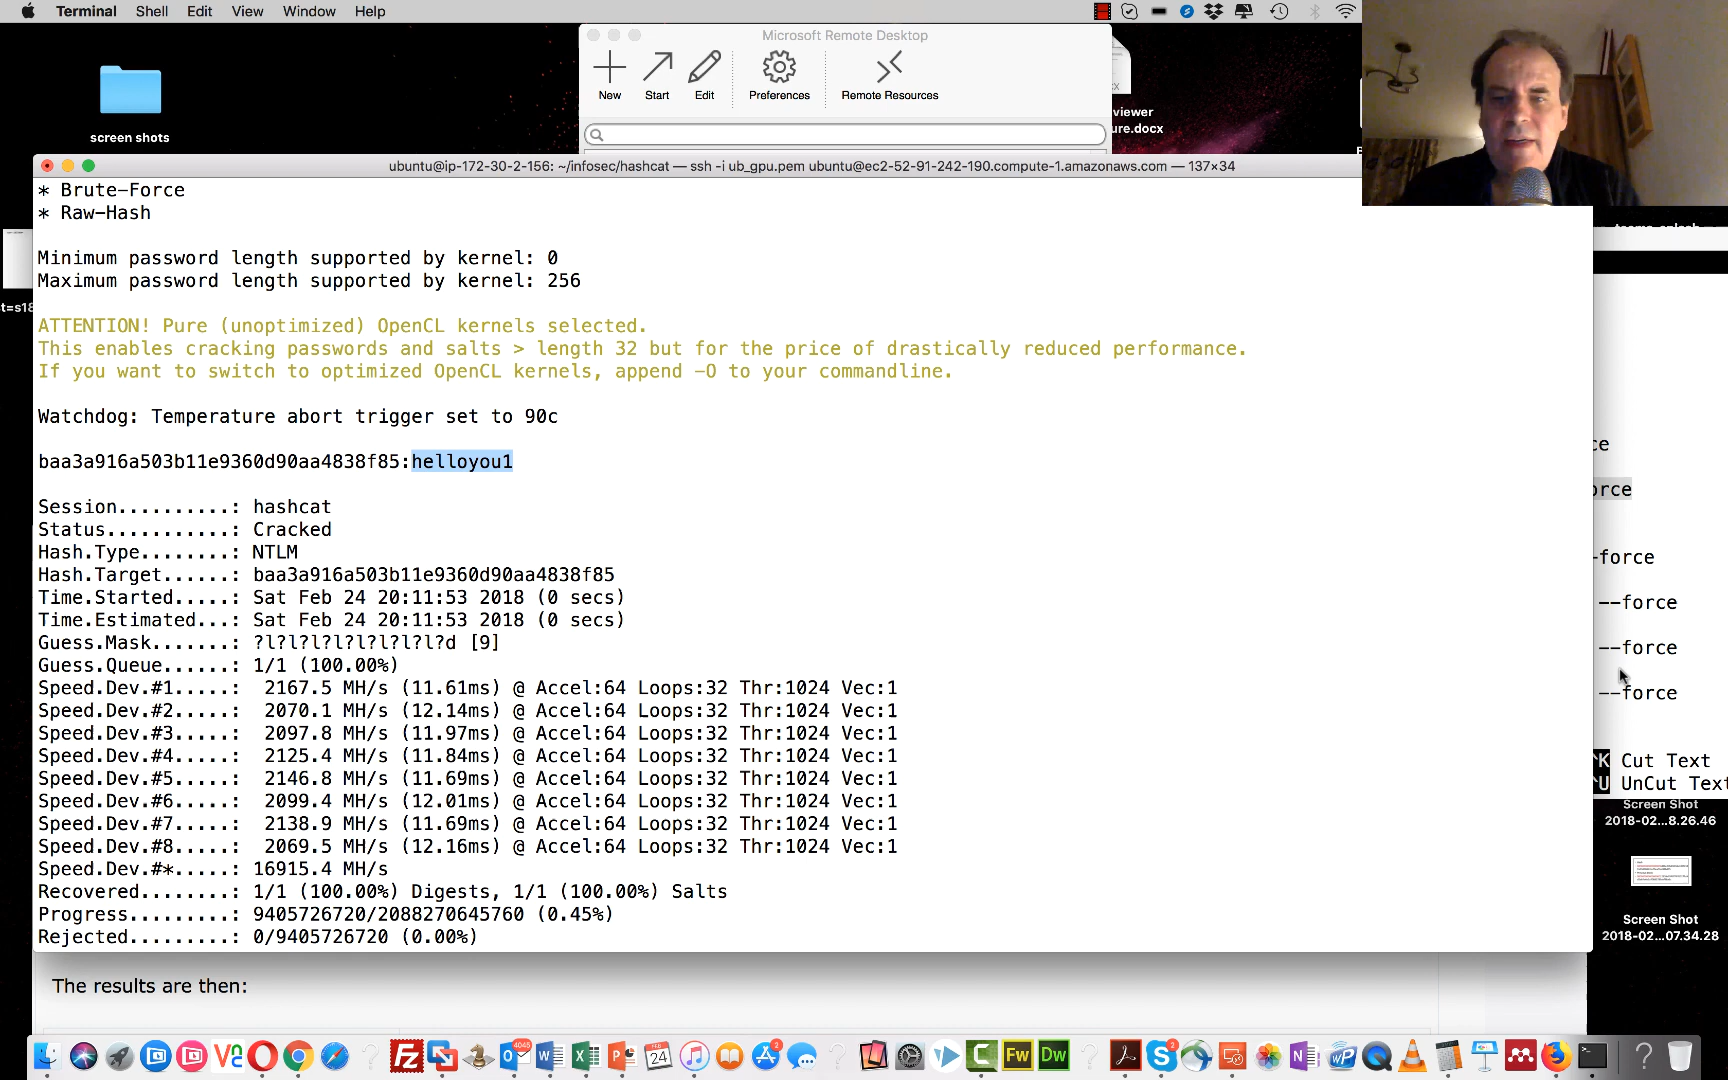 Terminal Shell Edit View Window Help
Microsoft Remote Desktop
New Start Edit Preferences Remote Resources
screen shots
viewer
ure.docx
ubuntu@ip-172-30-2-156: ~/infosec/hashcat — ssh -i ub_gpu.pem ubuntu@ec2-52-91-242-190.compute-1.amazonaws.com — 137×34
* Brute-Force
* Raw-Hash
Minimum password length supported by kernel: 0
Maximum password length supported by kernel: 256
t=s18
ATTENTION! Pure (unoptimized) OpenCL kernels selected.
This enables cracking passwords and salts > length 32 but for the price of drastically reduced performance.
If you want to switch to optimized OpenCL kernels, append -O to your commandline.
Watchdog: Temperature abort trigger set to 90c
baa3a916a503b11e9360d90aa4838f85:helloyou1
Session..........: hashcat
Status...........: Cracked
Hash.Type........: NTLM
Hash.Target......: baa3a916a503b11e9360d90aa4838f85
Time.Started.....: Sat Feb 24 20:11:53 2018 (0 secs)
Time.Estimated...: Sat Feb 24 20:11:53 2018 (0 secs)
Guess.Mask.......: ?l?l?l?l?l?l?l?l?d [9]
Guess.Queue......: 1/1 (100.00%)
Speed.Dev.#1.....:  2167.5 MH/s (11.61ms) @ Accel:64 Loops:32 Thr:1024 Vec:1
Speed.Dev.#2.....:  2070.1 MH/s (12.14ms) @ Accel:64 Loops:32 Thr:1024 Vec:1
Speed.Dev.#3.....:  2097.8 MH/s (11.97ms) @ Accel:64 Loops:32 Thr:1024 Vec:1
Speed.Dev.#4.....:  2125.4 MH/s (11.84ms) @ Accel:64 Loops:32 Thr:1024 Vec:1
Speed.Dev.#5.....:  2146.8 MH/s (11.69ms) @ Accel:64 Loops:32 Thr:1024 Vec:1
Speed.Dev.#6.....:  2099.4 MH/s (12.01ms) @ Accel:64 Loops:32 Thr:1024 Vec:1
Speed.Dev.#7.....:  2138.9 MH/s (11.69ms) @ Accel:64 Loops:32 Thr:1024 Vec:1
Speed.Dev.#8.....:  2069.5 MH/s (12.16ms) @ Accel:64 Loops:32 Thr:1024 Vec:1
Speed.Dev.#*.....: 16915.4 MH/s
Recovered........: 1/1 (100.00%) Digests, 1/1 (100.00%) Salts
Progress.........: 9405726720/2088270645760 (0.45%)
Rejected.........: 0/9405726720 (0.00%)
ce
orce
-force
--force
--force
--force
^K Cut Text
^U UnCut Text
Screen Shot
2018-02...8.26.46
Screen Shot
2018-02...07.34.28
The results are then: